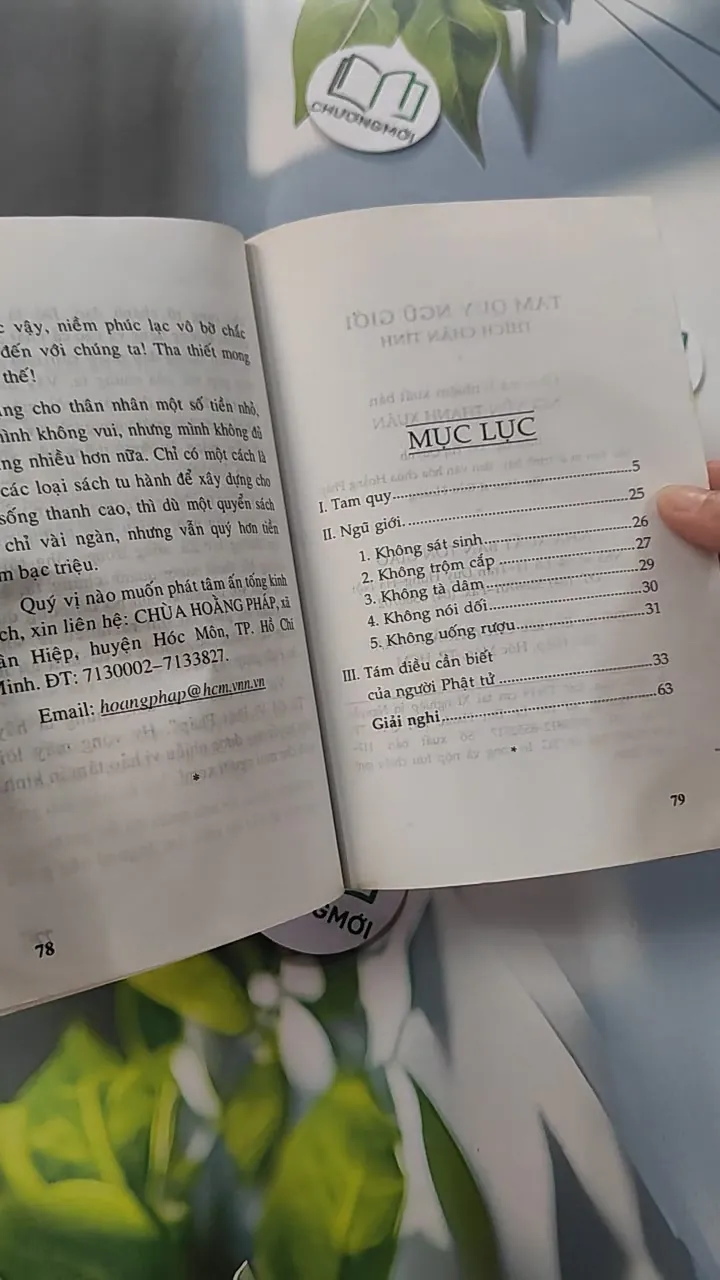 CHƯƠNGMỚI
vậy, niềm phúc lạc vô bờ chắc
đến với chúng ta! Tha thiết mong
thế!
cho thân nhân một số tiền nhỏ,
mình không vui, nhưng mình không đủ
nhiều hơn nữa. Chỉ có một cách là
các loại sách tu hành để xây dựng cho
sống thanh cao, thì dù một quyển sách
chỉ vài ngàn, nhưng vẫn quý hơn tiền
bạc triệu.
Quý vị nào muốn phát tâm ấn tống kinh
xin liên hệ: CHÙA HOẰNG PHÁP, xã
Hiệp, huyện Hóc Môn, TP. Hồ Chí
Minh. ĐT: 7130002–7133827.
Email: hoangphap@hcm.vnn.vn
*
78
TAM QUY NGŨ GIỚI
THÍCH CHÂN TÍNH
MỤC LỤC
I. Tam quy 5
II. Ngũ giới 25
1. Không sát sinh 26
2. Không trộm cắp 27
3. Không tà dâm 29
4. Không nói dối 30
5. Không uống rượu 31
III. Tám điều cần biết
của người Phật tử 33
Giải nghi 63
*
79
GMỚI